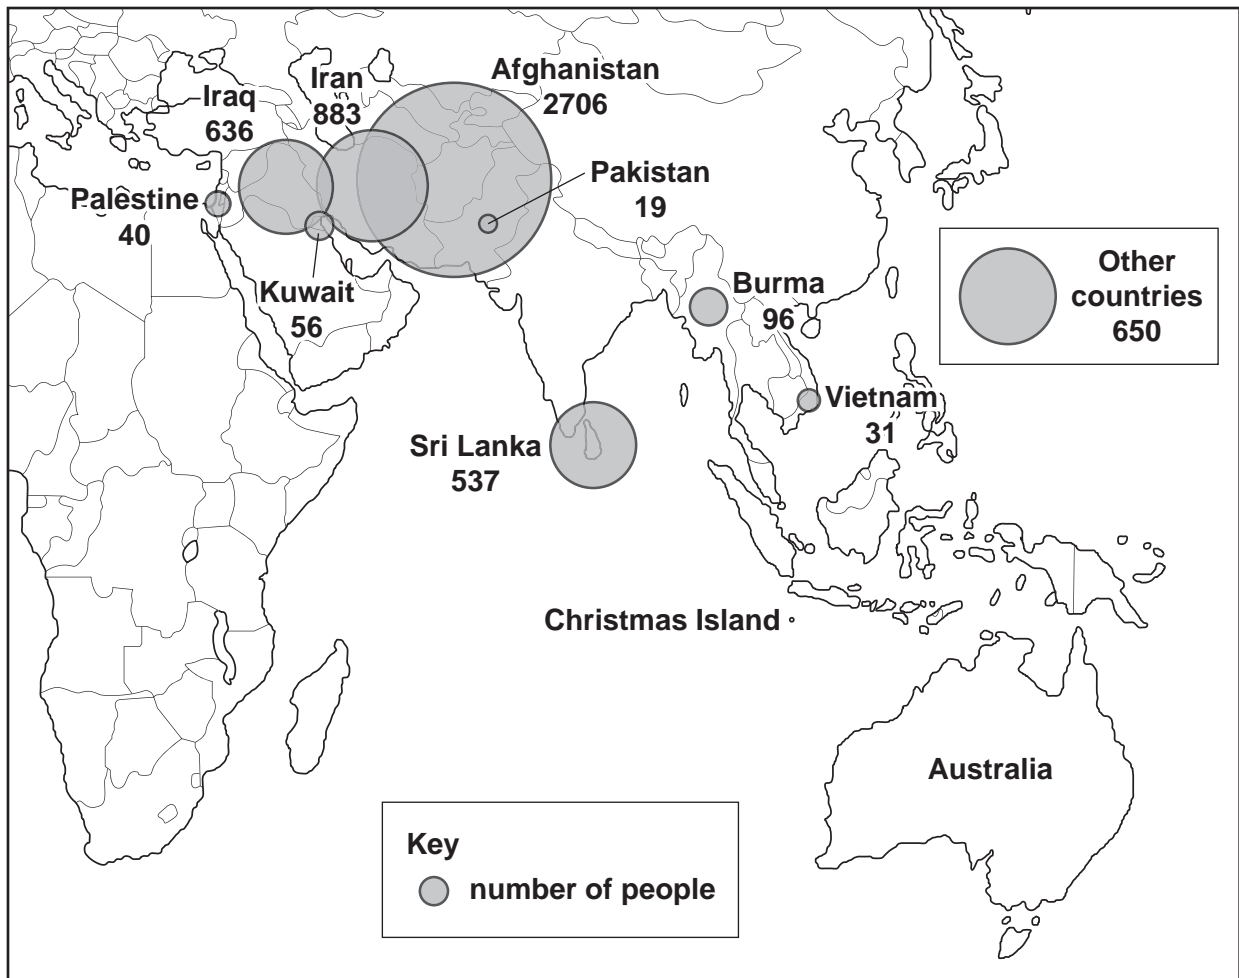 Afghanistan
2706
Iran
883
Iraq
636
Pakistan
19
Palestine
40
Kuwait
56
Burma
96
Other
countries
650
Vietnam
31
Sri Lanka
537
Christmas Island
Australia
Key
number of people